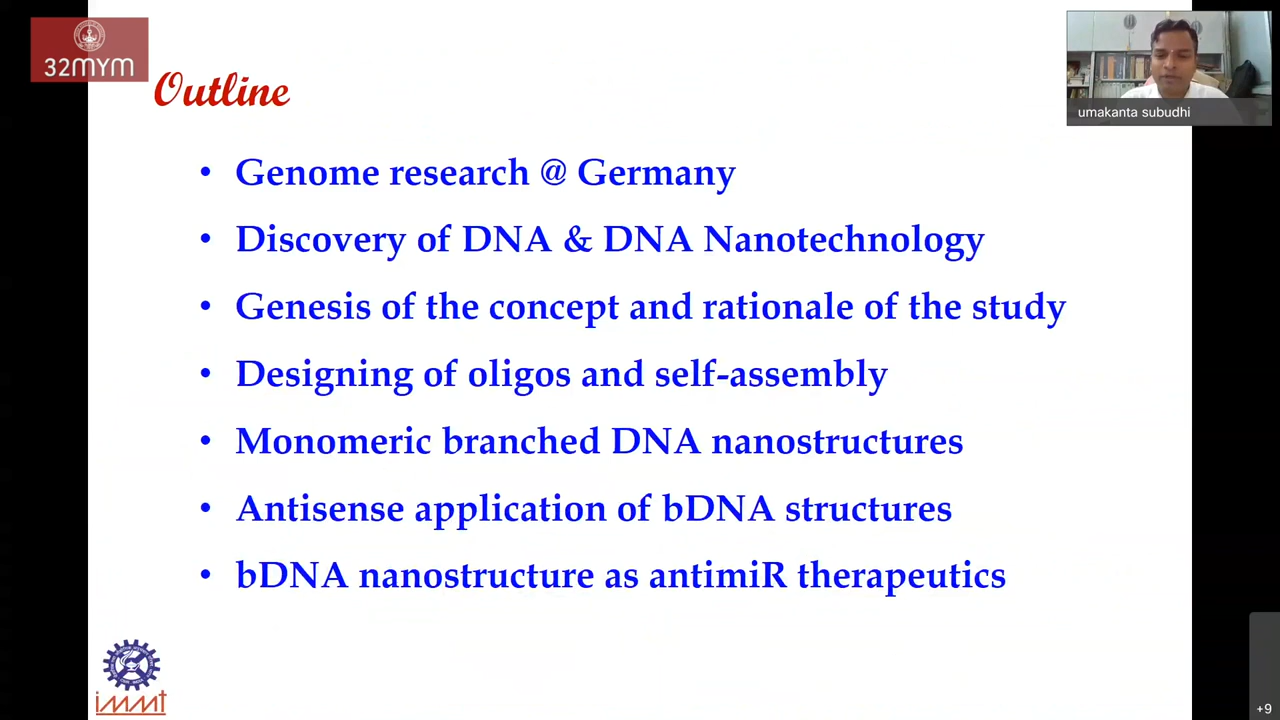 32MYM
Outline
umakanta subudhi
• Genome research @ Germany
• Discovery of DNA & DNA Nanotechnology
• Genesis of the concept and rationale of the study
• Designing of oligos and self-assembly
• Monomeric branched DNA nanostructures
• Antisense application of bDNA structures
• bDNA nanostructure as antimiR therapeutics
immt
+9